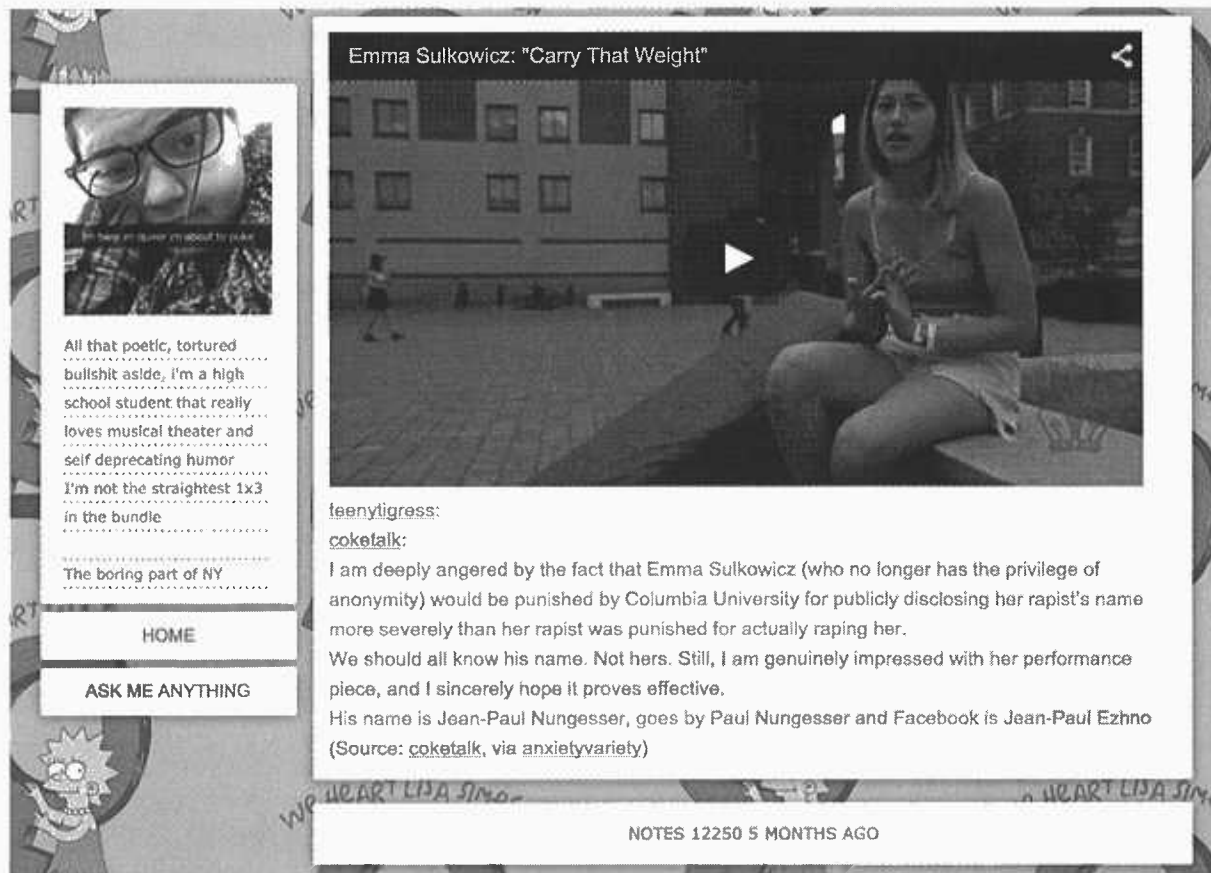 Emma Sulkowicz: "Carry That Weight"
All that poetic, tortured
bullshit aside, i'm a high
school student that really
loves musical theater and
self deprecating humor
I'm not the straightest 1x3
in the bundle
The boring part of NY
HOME
ASK ME ANYTHING
teenytigress:
coketalk:
I am deeply angered by the fact that Emma Sulkowicz (who no longer has the privilege of
anonymity) would be punished by Columbia University for publicly disclosing her rapist's name
more severely than her rapist was punished for actually raping her.
We should all know his name. Not hers. Still, I am genuinely impressed with her performance
piece, and I sincerely hope it proves effective.
His name is Jean-Paul Nungesser, goes by Paul Nungesser and Facebook is Jean-Paul Ezhno
(Source: coketalk, via anxietyvariety)
HEART LISA
HEART LISA
NOTES 12250 5 MONTHS AGO